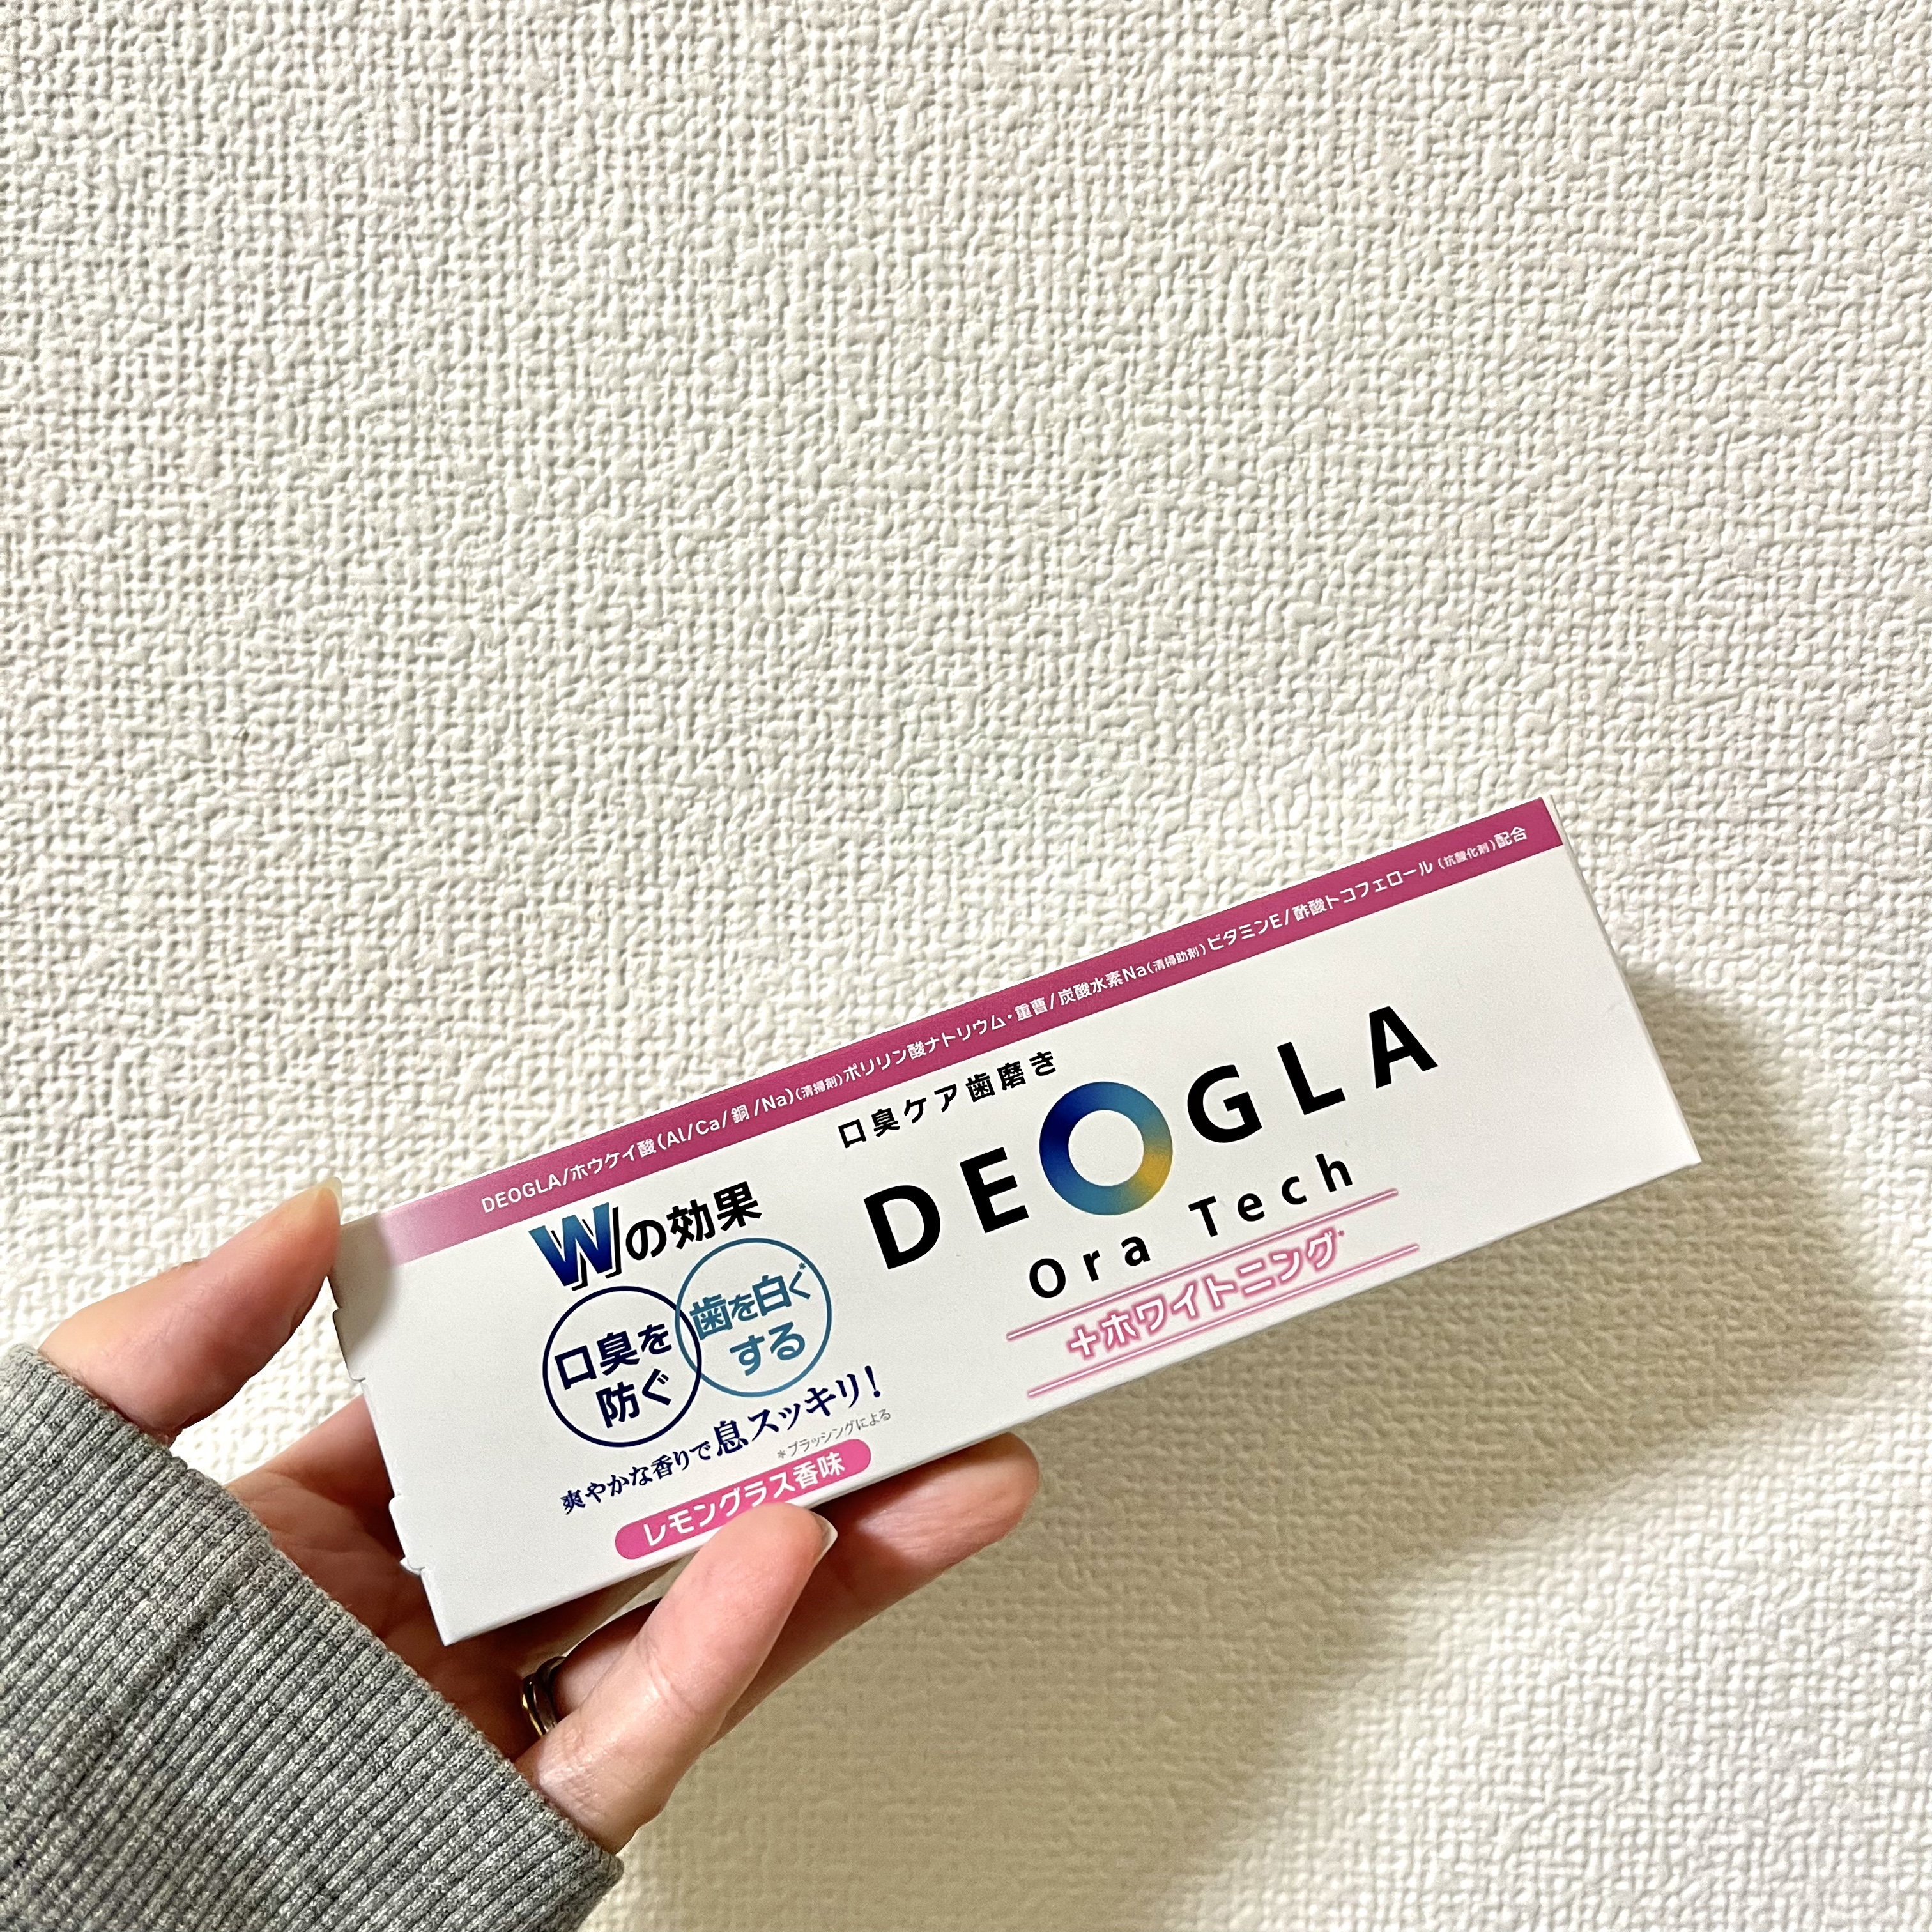 DEOGLA/ホウケイ酸(Al/Ca/銅/Na)(清掃剤)ポリリン酸ナトリウム・重曹/炭酸水素Na(清掃助剤)ビタミンE/酢酸トコフェロール(抗酸化剤)配合
口臭ケア歯磨き
DEOGLA
Ora Tech
+ホワイトニング*
Wの効果
口臭を
防ぐ
歯を白く*
する
爽やかな香りで息スッキリ!
*ブラッシングによる
レモングラス香味